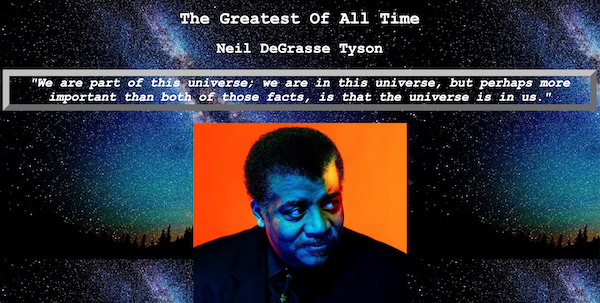 The Greatest Of All Time
Neil DeGrasse Tyson
"We are part of this universe; we are in this universe, but perhaps more
important than both of those facts, is that the universe is in us."